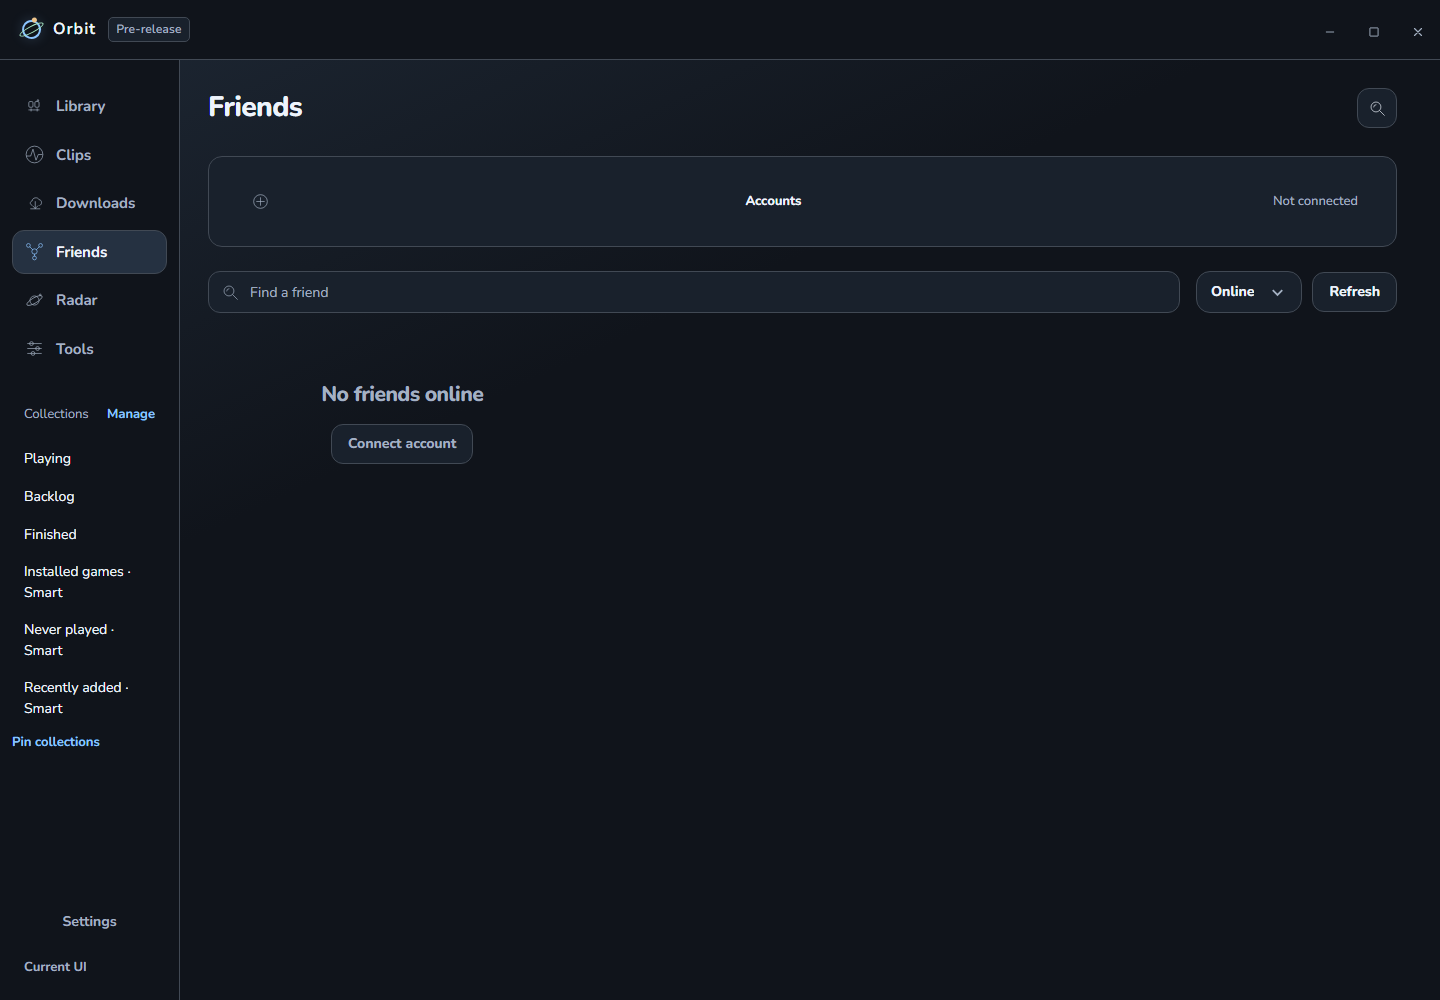 Orbit Pre-release
Library
Clips
Downloads
Friends
Radar
Tools
Collections Manage
Playing
Backlog
Finished
Installed games ·
Smart
Never played ·
Smart
Recently added ·
Smart
Pin collections
Settings
Current UI
Friends
Accounts Not connected
Find a friend Online Refresh
No friends online
Connect account